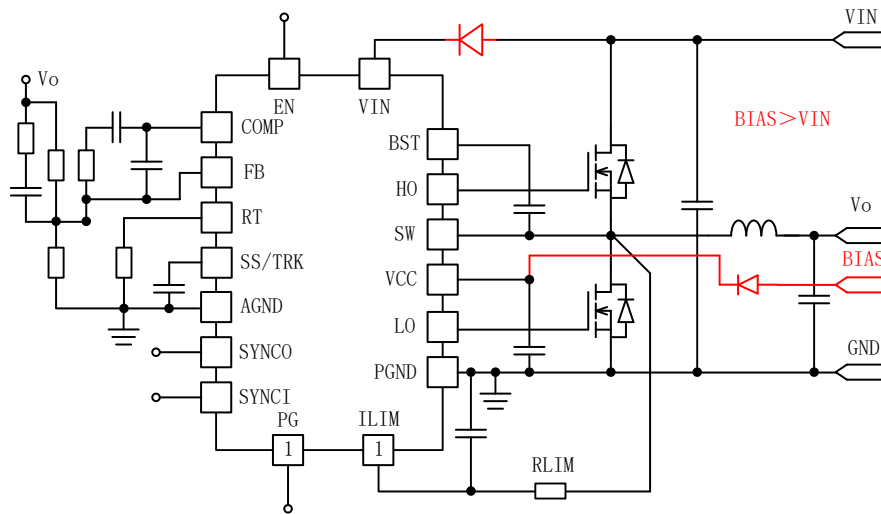 VIN
Vo
EN
VIN
COMP
BST
BIAS>VIN
FB
HO
RT
SW
Vo
SS/TRK
VCC
BIAS
AGND
LO
SYNCO
PGND
GND
SYNCI
PG
ILIM
1
1
RLIM